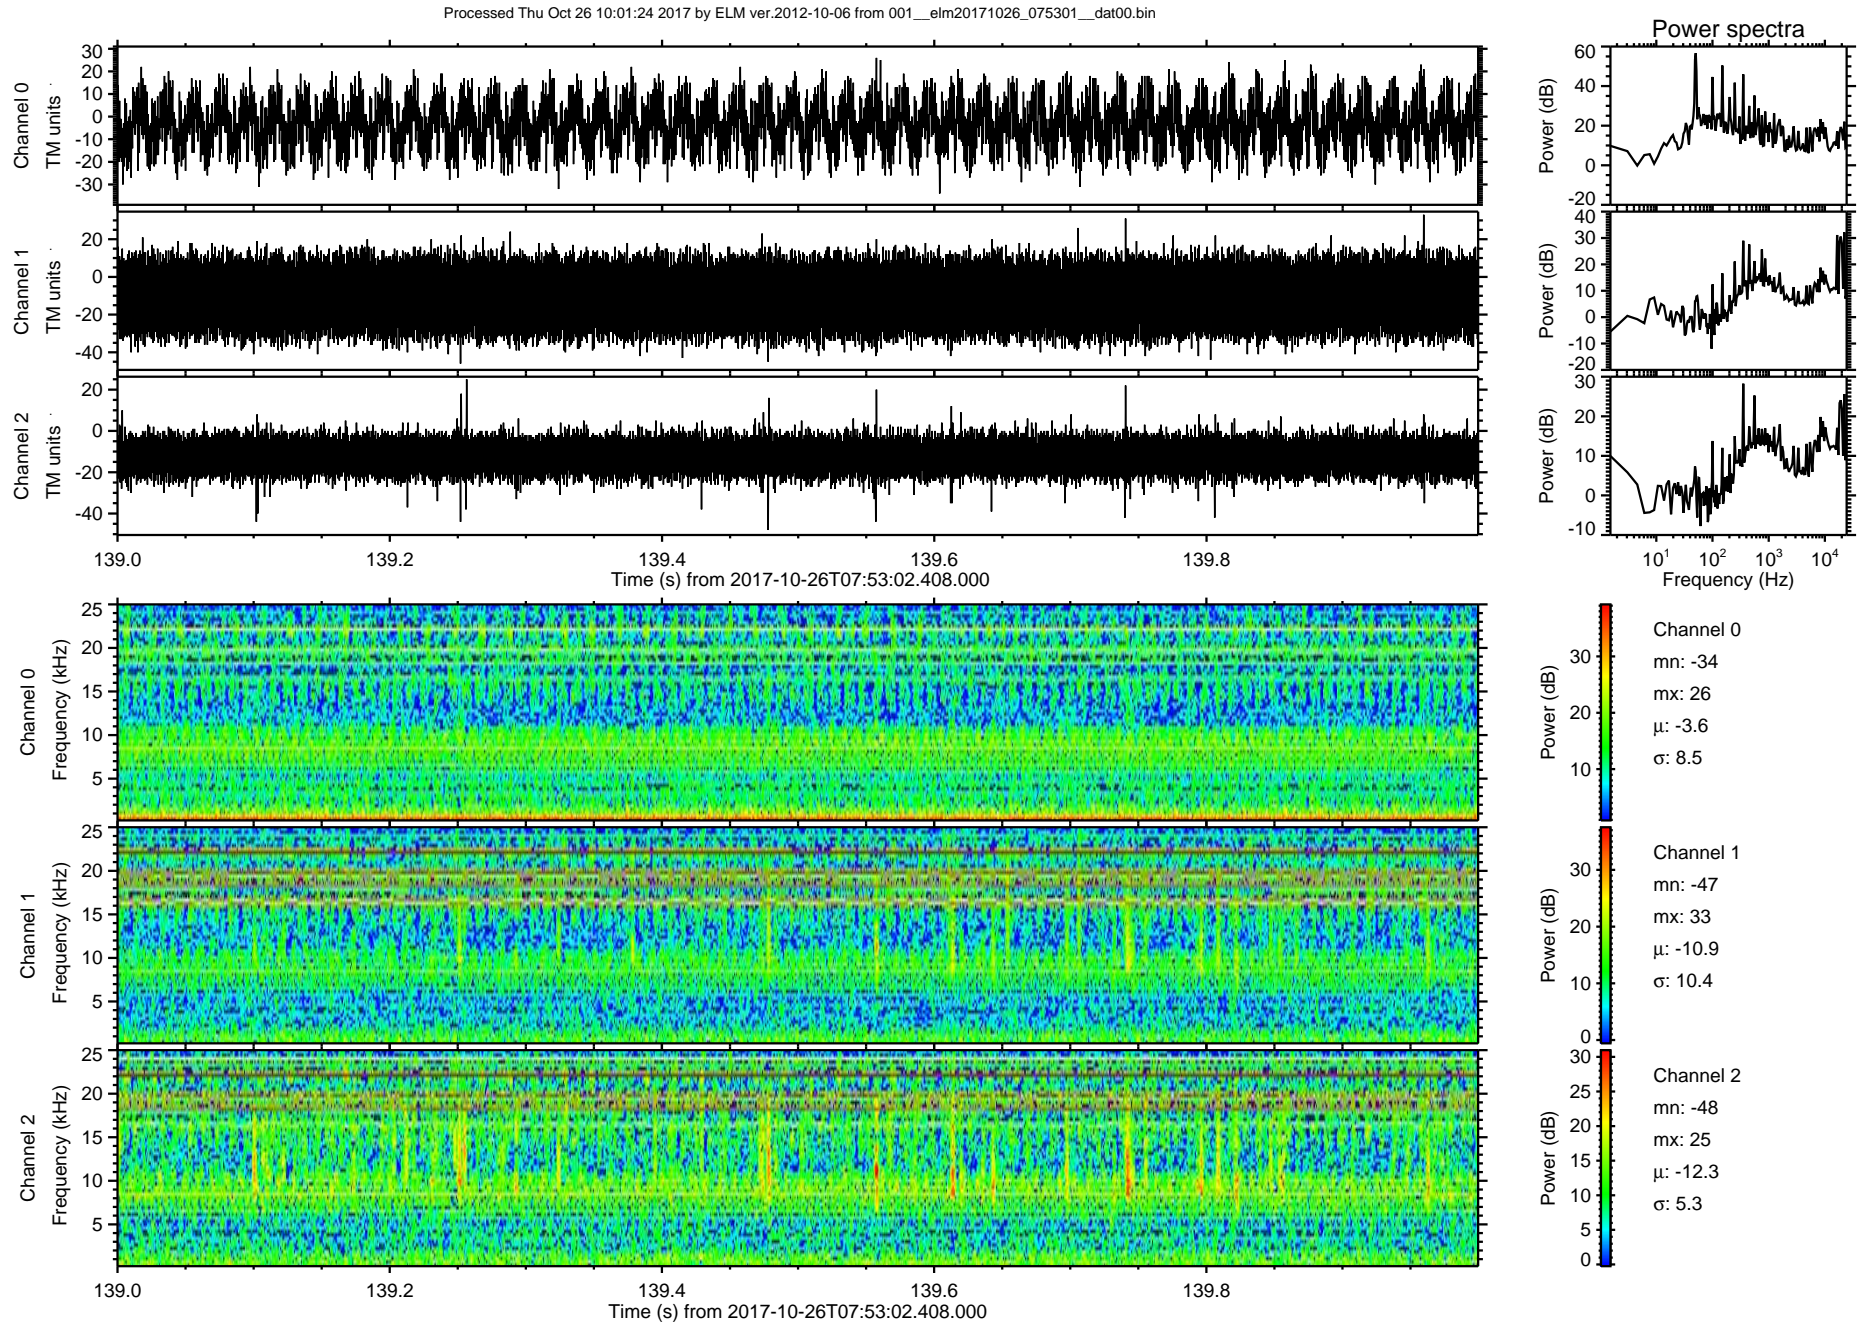 Processed Thu Oct 26 10:01:24 2017 by ELM ver.2012-10-06 from 001__elm20171026_075301__dat00.bin
Power spectra
Channel 0
TM units
30
20
10
0
-10
-20
-30
Power (dB)
60
40
20
0
-20
Channel 1
TM units
20
0
-20
-40
Power (dB)
40
30
20
10
0
-10
-20
Channel 2
TM units
20
0
-20
-40
Power (dB)
30
20
10
0
-10
139.0 139.2 139.4 139.6 139.8
Time (s) from 2017-10-26T07:53:02.408.000
10^1 10^2 10^3 10^4
Frequency (Hz)
Channel 0
Frequency (kHz)
25
20
15
10
5
Power (dB)
30
20
10
Channel 0
mn: -34
mx: 26
μ: -3.6
σ: 8.5
Channel 1
Frequency (kHz)
25
20
15
10
5
Power (dB)
30
20
10
0
Channel 1
mn: -47
mx: 33
μ: -10.9
σ: 10.4
Channel 2
Frequency (kHz)
25
20
15
10
5
Power (dB)
30
25
20
15
10
5
0
Channel 2
mn: -48
mx: 25
μ: -12.3
σ: 5.3
139.0 139.2 139.4 139.6 139.8
Time (s) from 2017-10-26T07:53:02.408.000